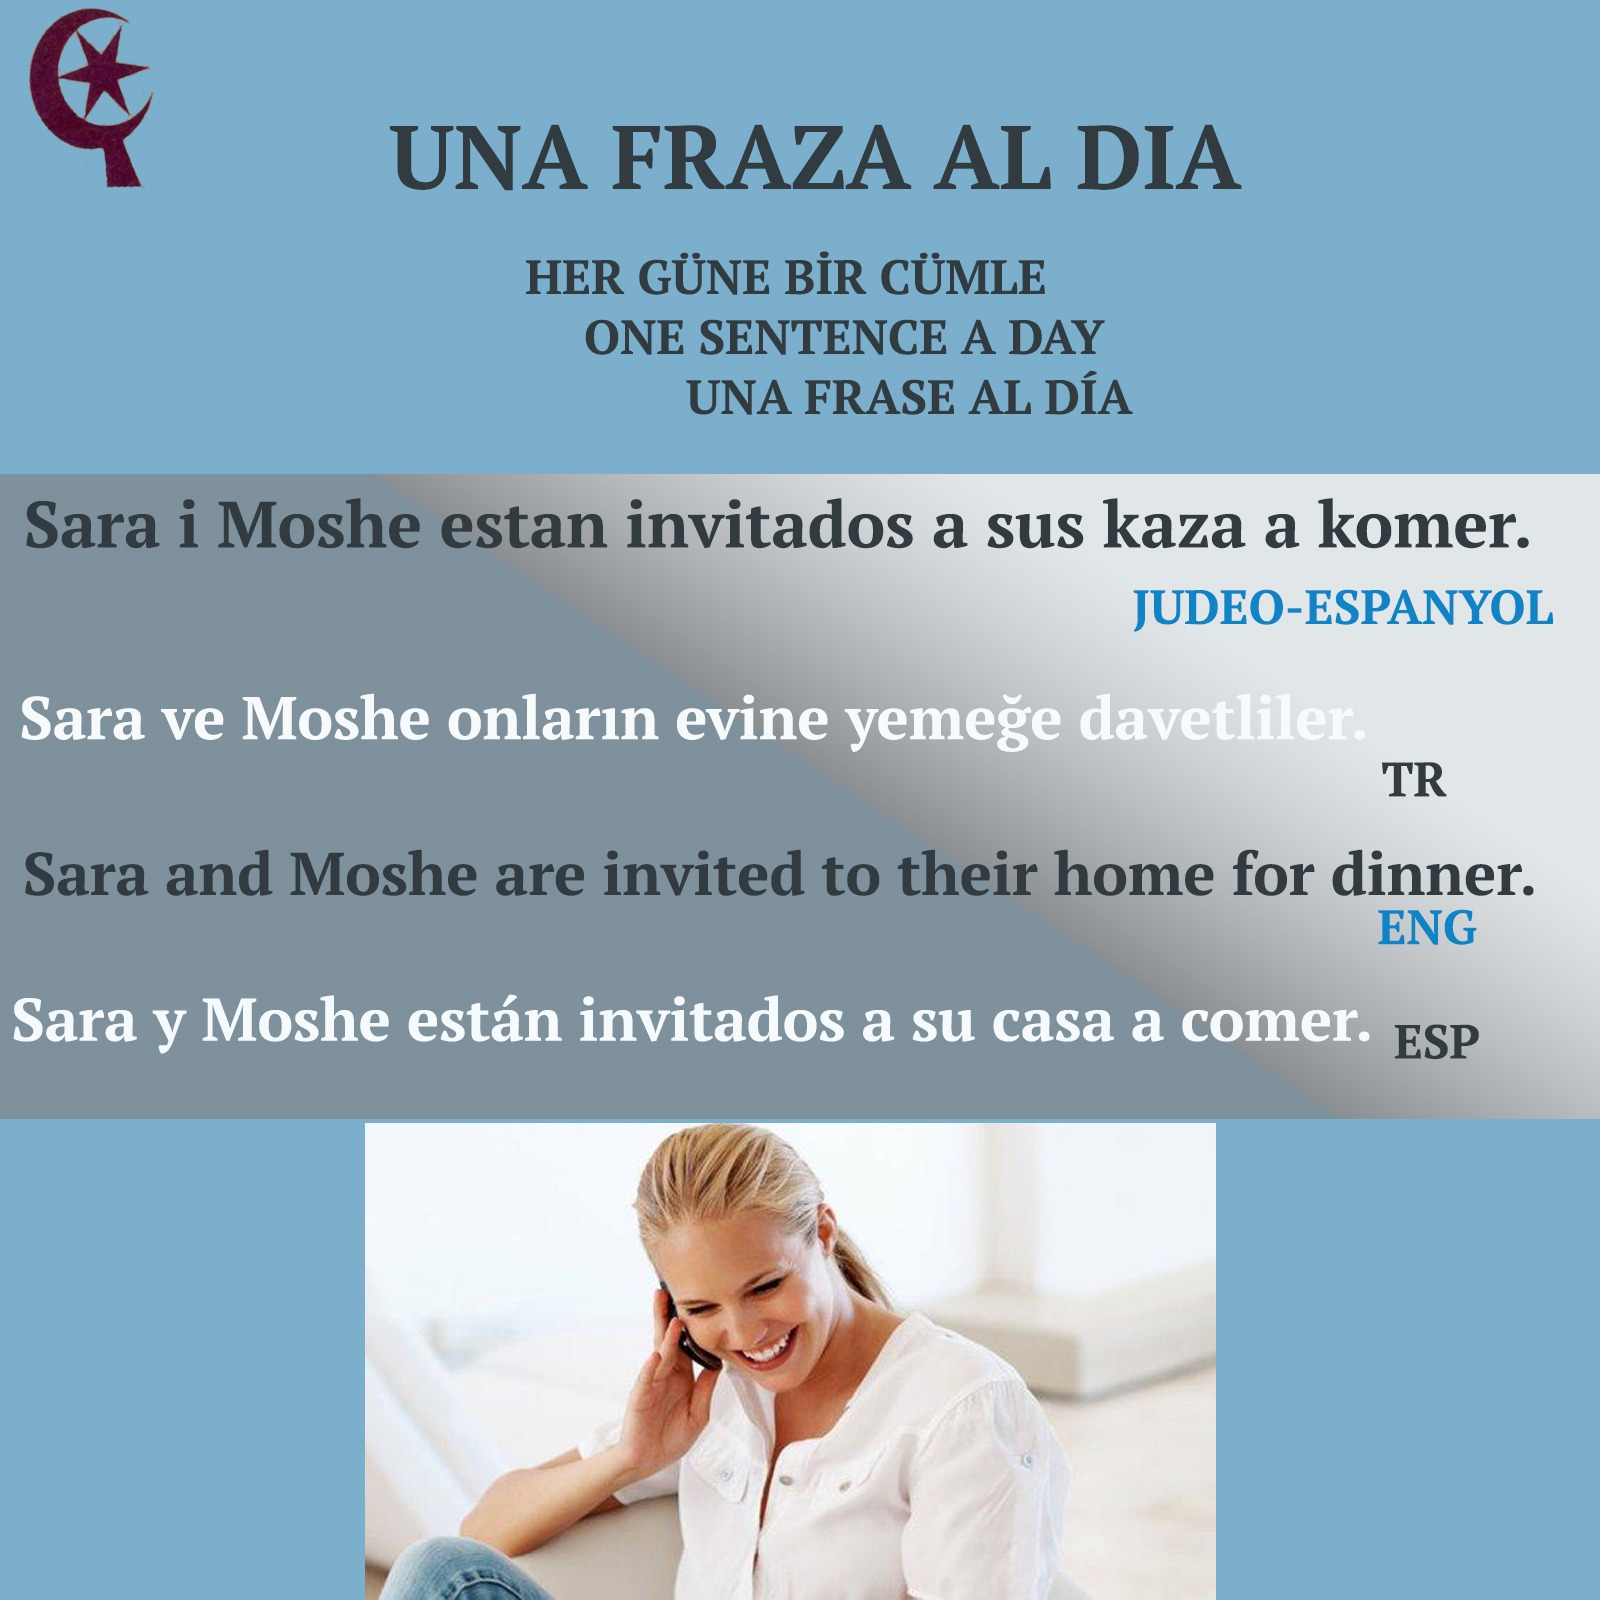 UNA FRAZA AL DIA
HER GÜNE BİR CÜMLE
ONE SENTENCE A DAY
UNA FRASE AL DÍA
Sara i Moshe estan invitados a sus kaza a komer.
JUDEO-ESPANYOL
Sara ve Moshe onların evine yemeğe davetliler.
TR
Sara and Moshe are invited to their home for dinner.
ENG
Sara y Moshe están invitados a su casa a comer.
ESP